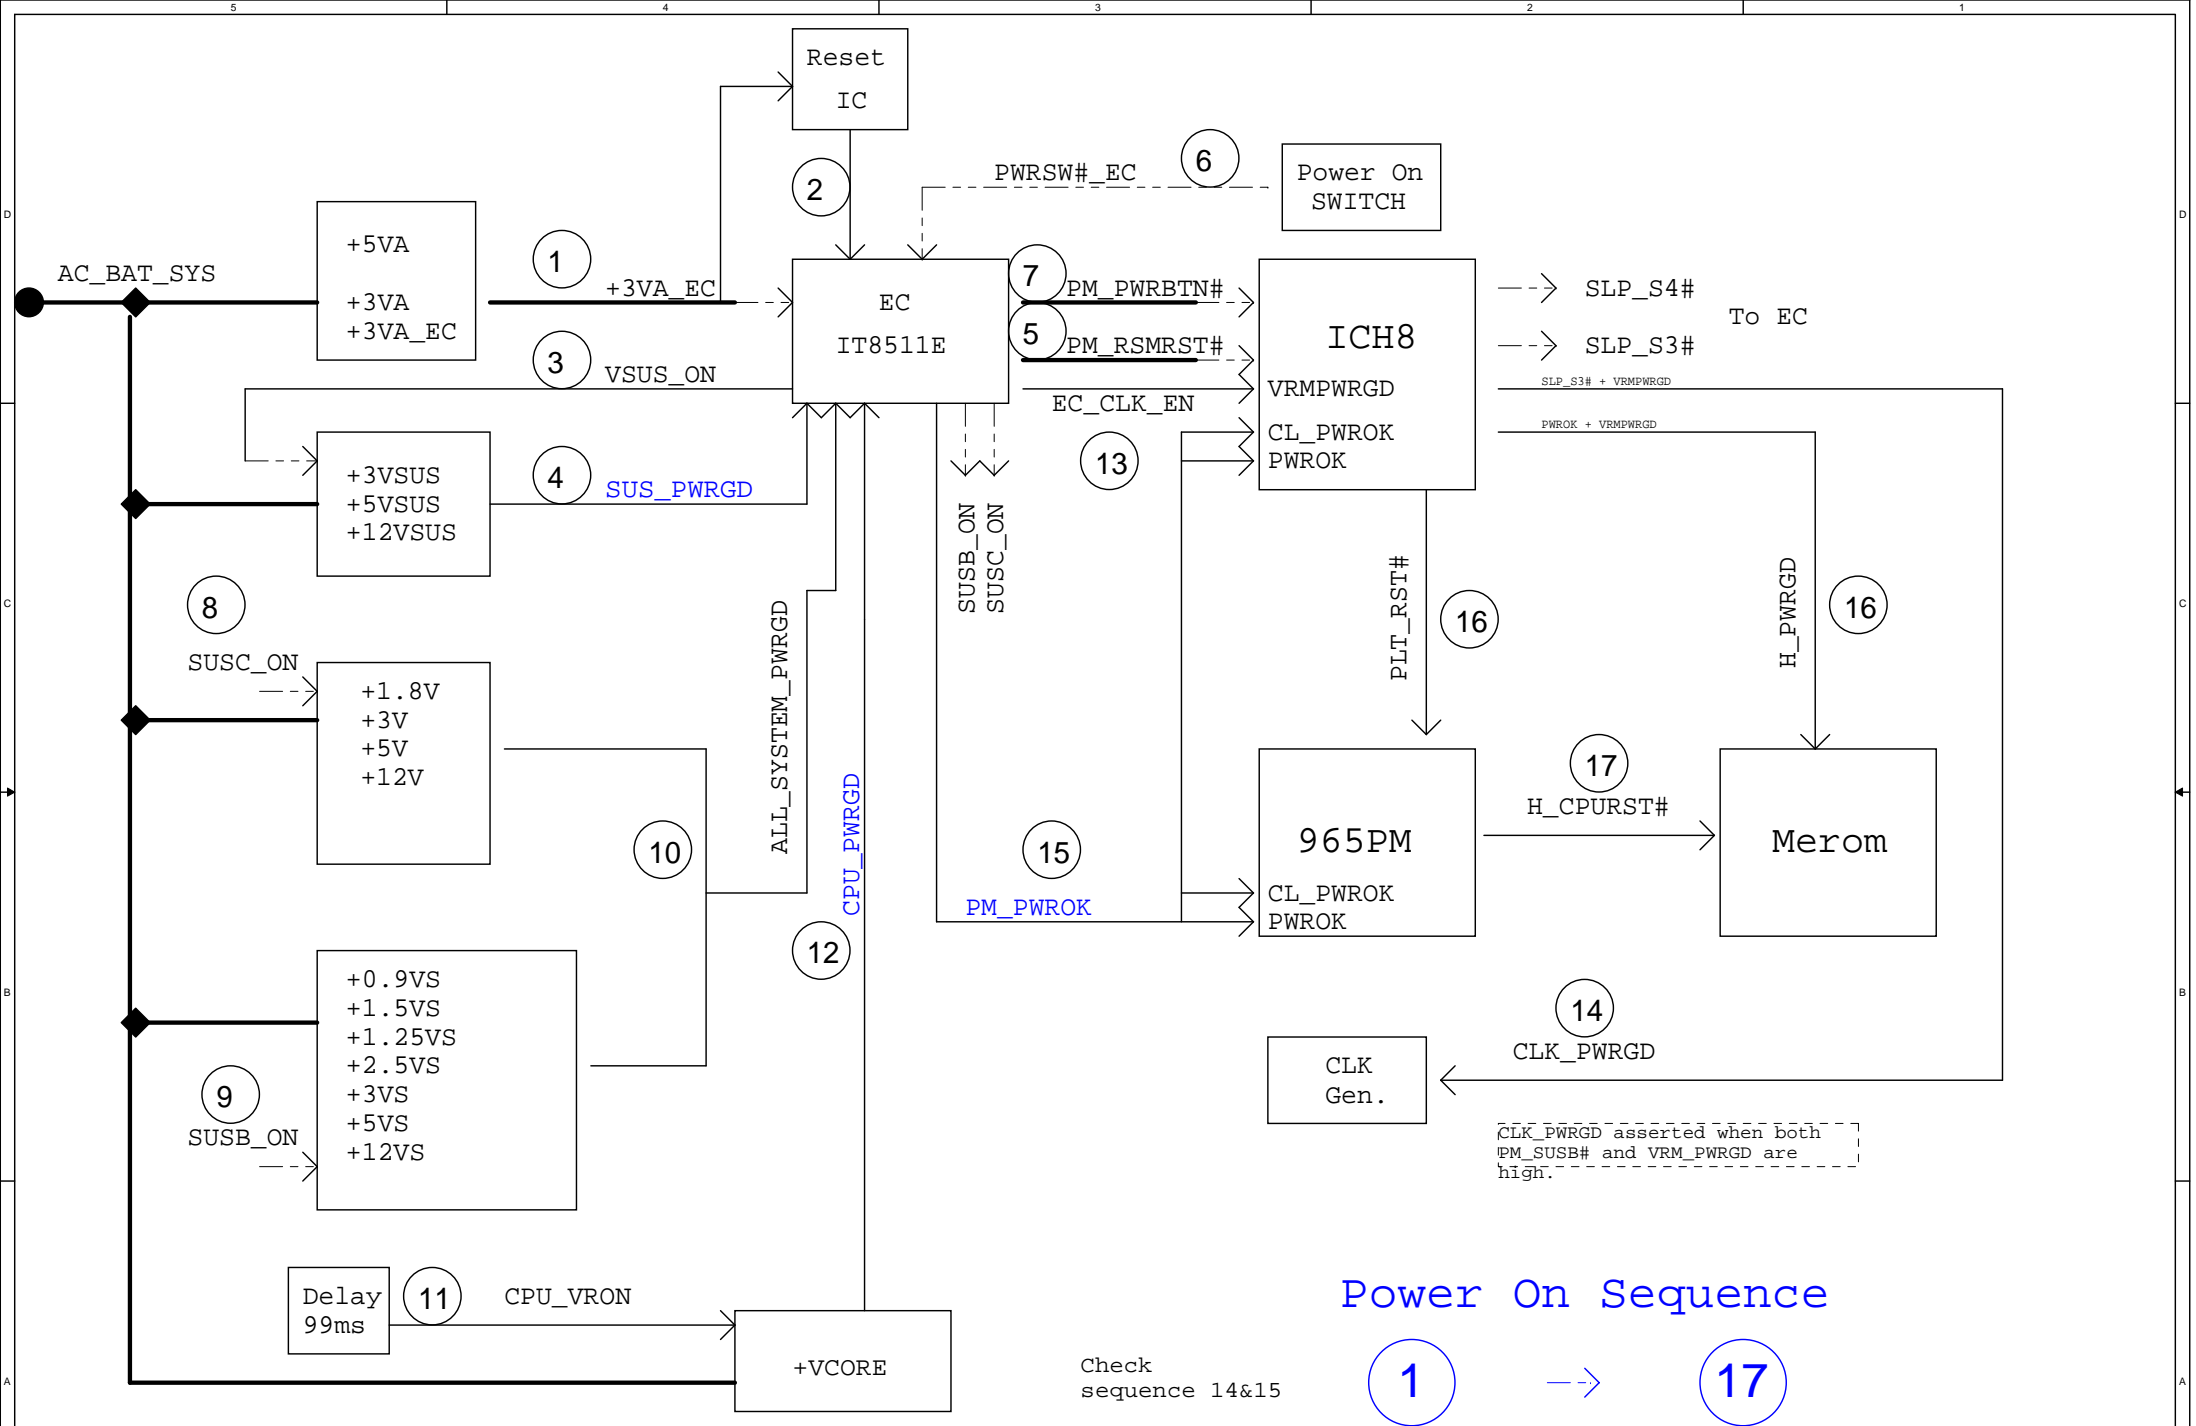 5 4 3 2 1
Reset
IC
PWRSW#_EC
6
Power On
SWITCH
2
D
D
+5VA
+3VA
+3VA_EC
AC_BAT_SYS
1
+3VA_EC
EC
IT8511E
7
PM_PWRBTN#
5
PM_RSMRST#
EC_CLK_EN
13
ICH8
VRMPWRGD
CL_PWROK
PWROK
SLP_S4#
SLP_S3#
To EC
SLP_S3# + VRMPWRGD
PWROK + VRMPWRGD
3
VSUS_ON
+3VSUS
+5VSUS
+12VSUS
4
SUS_PWRGD
SUSB_ON
SUSC_ON
PLT_RST#
16
H_PWRGD
16
C
C
8
SUSC_ON
+1.8V
+3V
+5V
+12V
10
ALL_SYSTEM_PWRGD
CPU_PWRGD
12
15
PM_PWROK
965PM
CL_PWROK
PWROK
17
H_CPURST#
Merom
B
B
+0.9VS
+1.5VS
+1.25VS
+2.5VS
+3VS
+5VS
+12VS
9
SUSB_ON
CLK
Gen.
14
CLK_PWRGD
CLK_PWRGD asserted when both
PM_SUSB# and VRM_PWRGD are
high.
Delay
99ms
11
CPU_VRON
+VCORE
Power On Sequence
Check
sequence 14&15
1
17
A
A